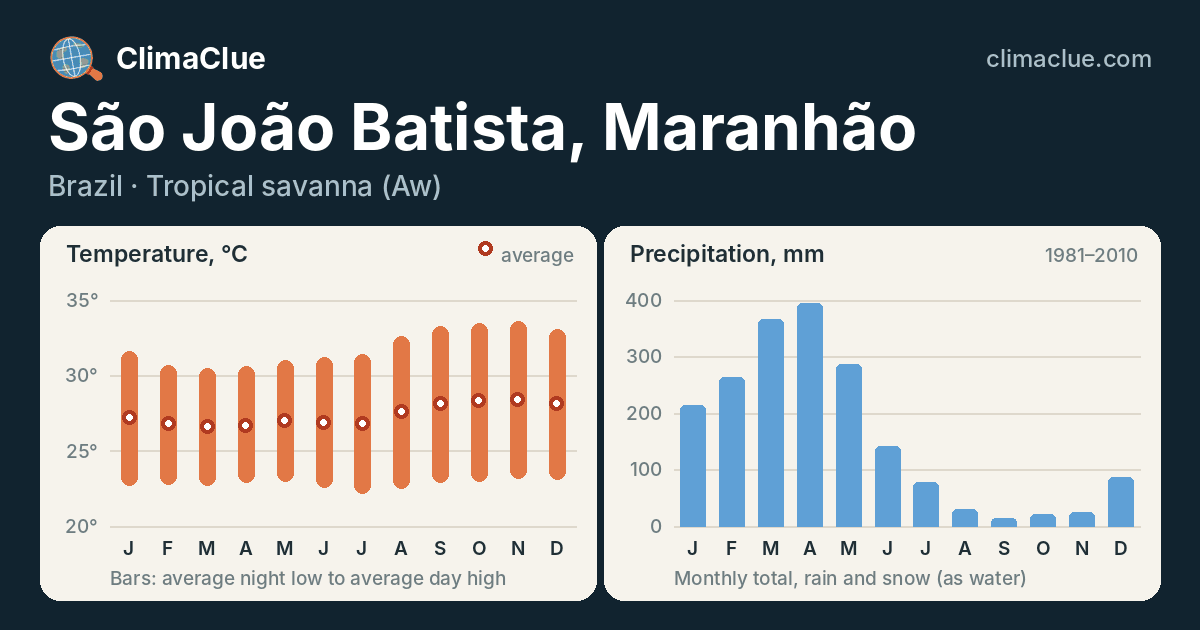 ClimaClue
climaclue.com
São João Batista, Maranhão
Brazil · Tropical savanna (Aw)
Temperature, °C
average
35°
30°
25°
20°
J F M A M J J A S O N D
Bars: average night low to average day high
Precipitation, mm
1981–2010
400
300
200
100
0
J F M A M J J A S O N D
Monthly total, rain and snow (as water)